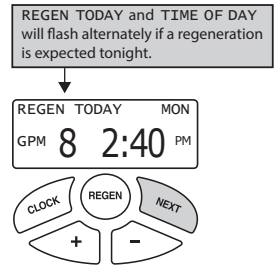 REGEN TODAY and TIME OF DAY
will flash alternately if a regeneration
is expected tonight.
REGEN TODAY MON
GPM 8 2:40 PM
CLOCK REGEN NEXT
+ -